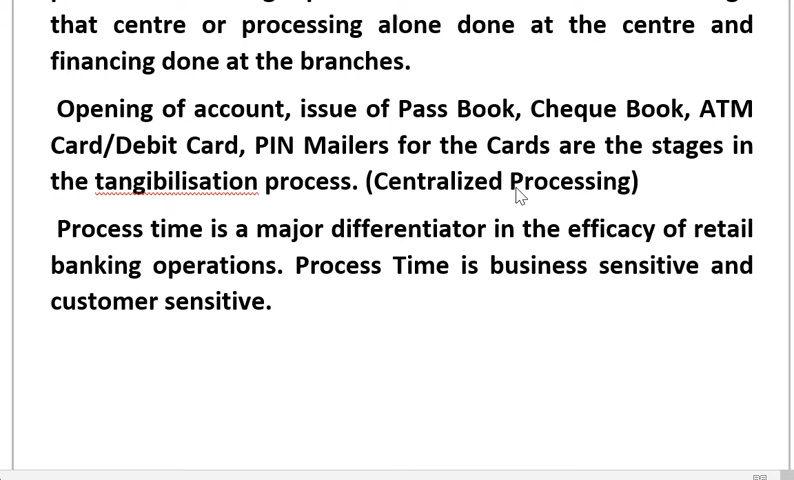 that centre or processing alone done at the centre and
financing done at the branches.
Opening of account, issue of Pass Book, Cheque Book, ATM
Card/Debit Card, PIN Mailers for the Cards are the stages in
the tangibilisation process. (Centralized Processing)
Process time is a major differentiator in the efficacy of retail
banking operations. Process Time is business sensitive and
customer sensitive.